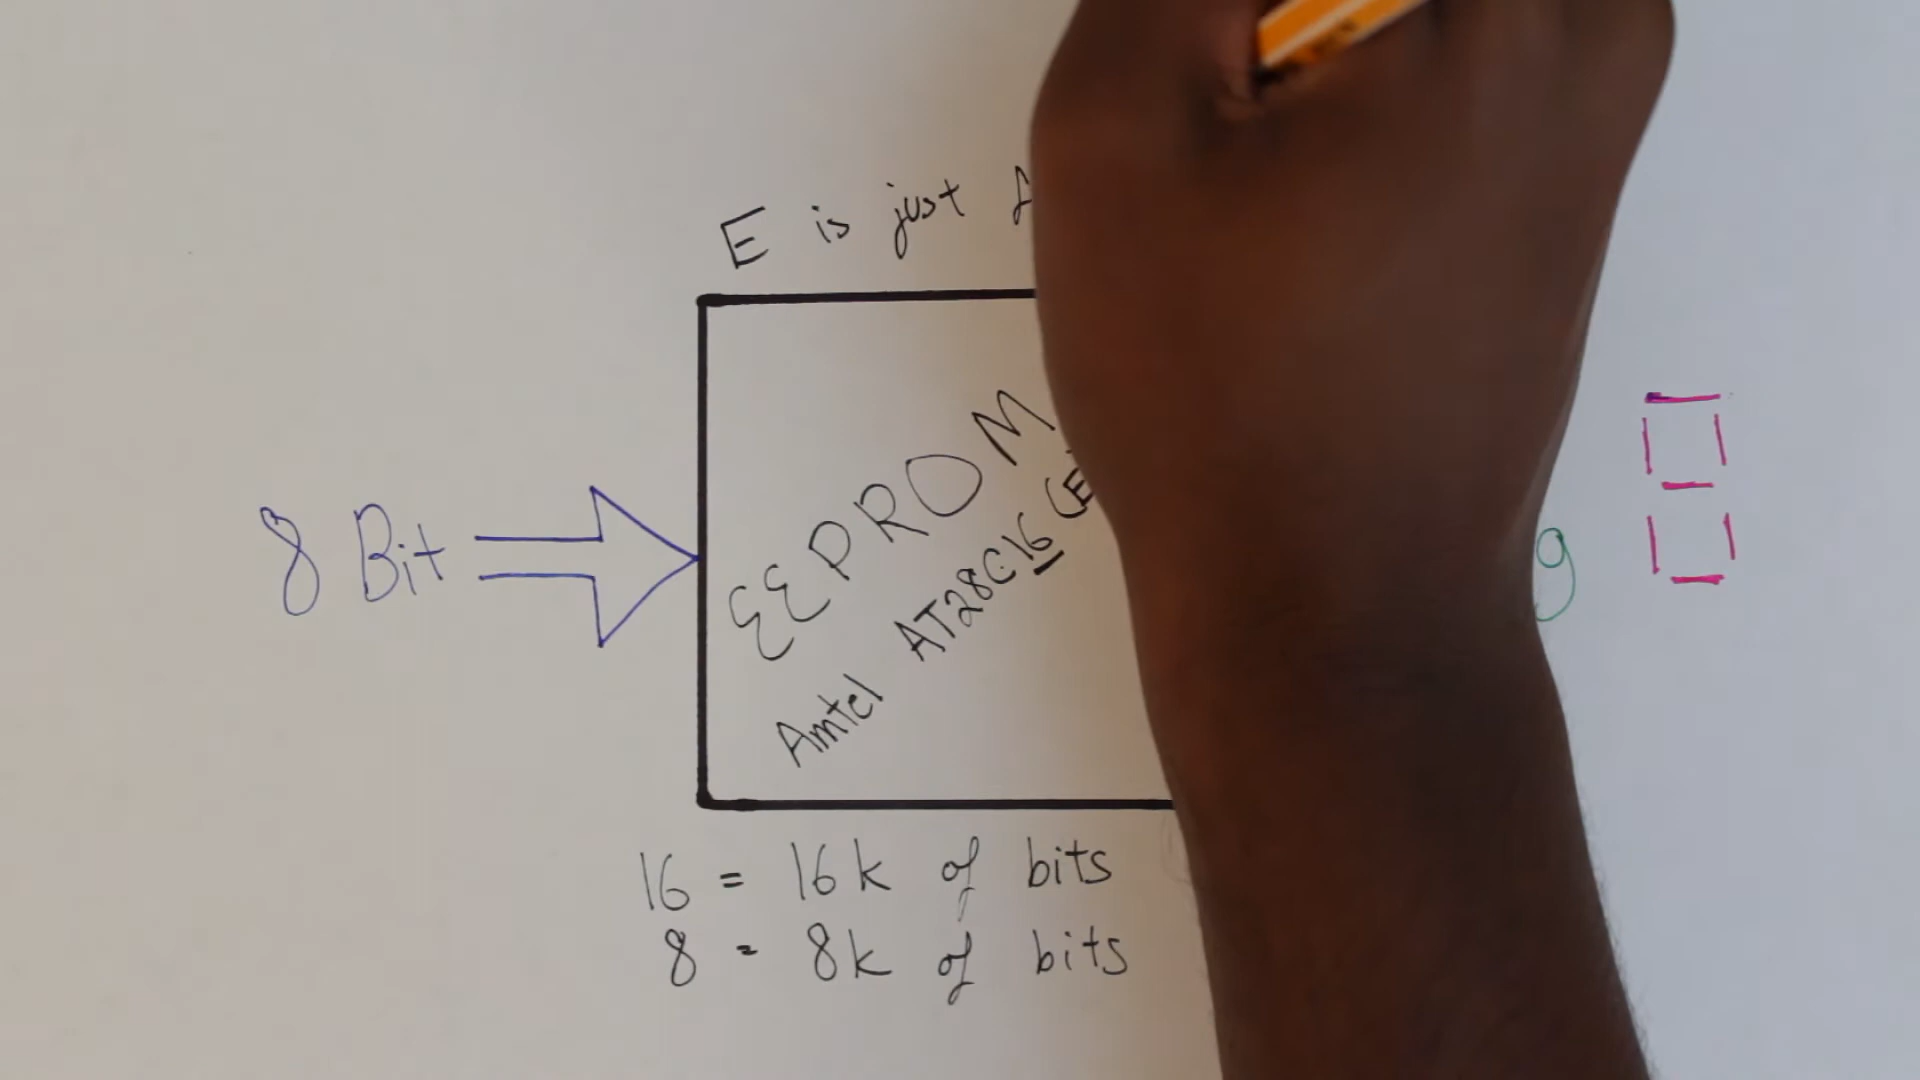 E is just
8 Bit
EEPROM
AT28C16 (E
Amtel
g
16 = 16k of bits
8 = 8k of bits